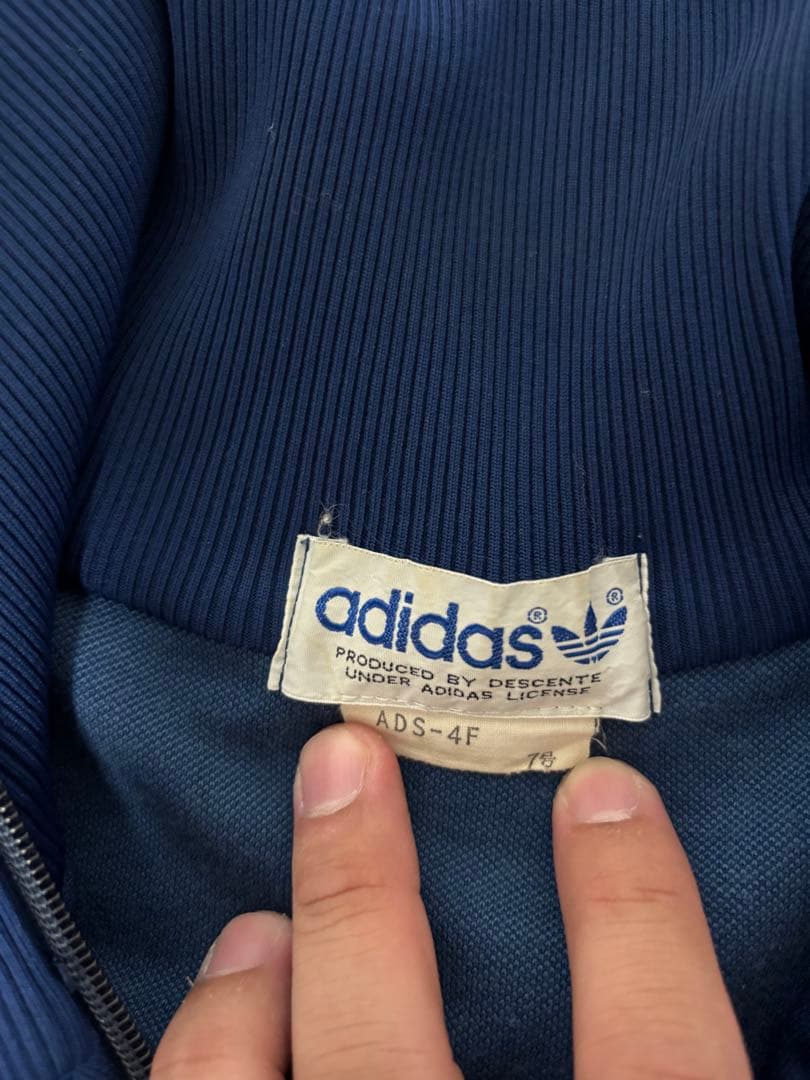 adidas® ®
PRODUCED BY DESCENTE
UNDER ADIDAS LICENSE
ADS-4F
7号